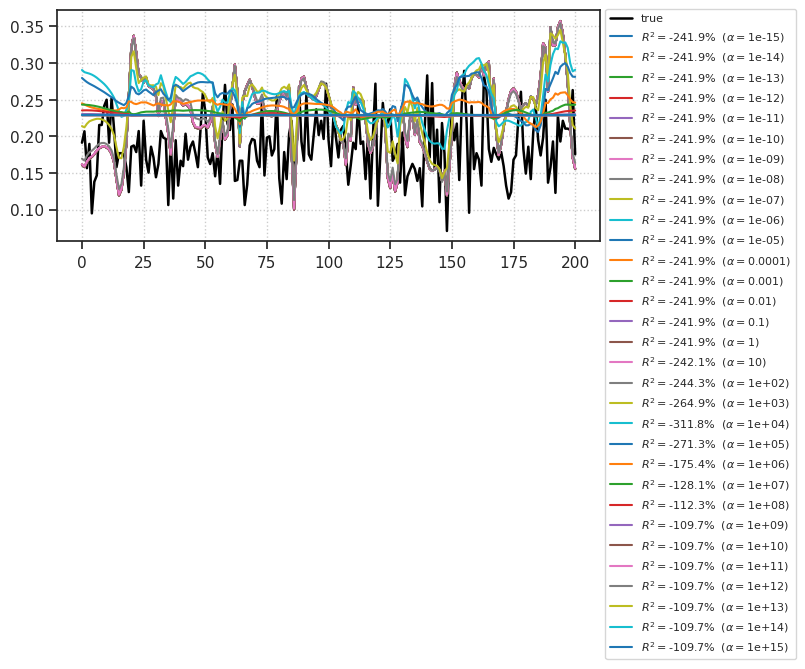 0.35
0.30
0.25
0.20
0.15
0.10
0 25 50 75 100 125 150 175 200
true
R² = -241.9% (α = 1e-15)
R² = -241.9% (α = 1e-14)
R² = -241.9% (α = 1e-13)
R² = -241.9% (α = 1e-12)
R² = -241.9% (α = 1e-11)
R² = -241.9% (α = 1e-10)
R² = -241.9% (α = 1e-09)
R² = -241.9% (α = 1e-08)
R² = -241.9% (α = 1e-07)
R² = -241.9% (α = 1e-06)
R² = -241.9% (α = 1e-05)
R² = -241.9% (α = 0.0001)
R² = -241.9% (α = 0.001)
R² = -241.9% (α = 0.01)
R² = -241.9% (α = 0.1)
R² = -241.9% (α = 1)
R² = -242.1% (α = 10)
R² = -244.3% (α = 1e+02)
R² = -264.9% (α = 1e+03)
R² = -311.8% (α = 1e+04)
R² = -271.3% (α = 1e+05)
R² = -175.4% (α = 1e+06)
R² = -128.1% (α = 1e+07)
R² = -112.3% (α = 1e+08)
R² = -109.7% (α = 1e+09)
R² = -109.7% (α = 1e+10)
R² = -109.7% (α = 1e+11)
R² = -109.7% (α = 1e+12)
R² = -109.7% (α = 1e+13)
R² = -109.7% (α = 1e+14)
R² = -109.7% (α = 1e+15)